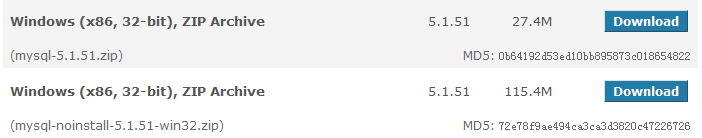 Windows (x86, 32-bit), ZIP Archive 5.1.51 27.4M Download
(mysql-5.1.51.zip) MD5: 0b64192d53ed10bb895873c018654822
Windows (x86, 32-bit), ZIP Archive 5.1.51 115.4M Download
(mysql-noinstall-5.1.51-win32.zip) MD5: 72e78f9ae494ca3ca3d3820c47226726